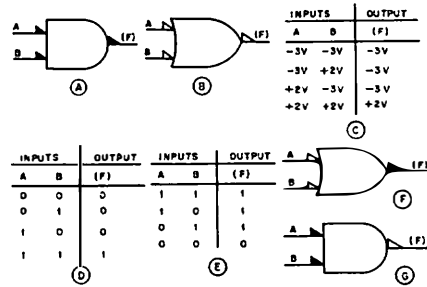 A
B
(F)
A
A
B
(F)
B
INPUTS OUTPUT
A B (F)
-3V -3V -3V
-3V +2V -3V
+2V -3V -3V
+2V +2V +2V
C
INPUTS OUTPUT
A B (F)
0 0 0
0 1 0
1 0 0
1 1 1
D
INPUTS OUTPUT
A B (F)
1 1 1
1 0 1
0 1 1
0 0 0
E
A
B
(F)
F
A
B
(F)
G